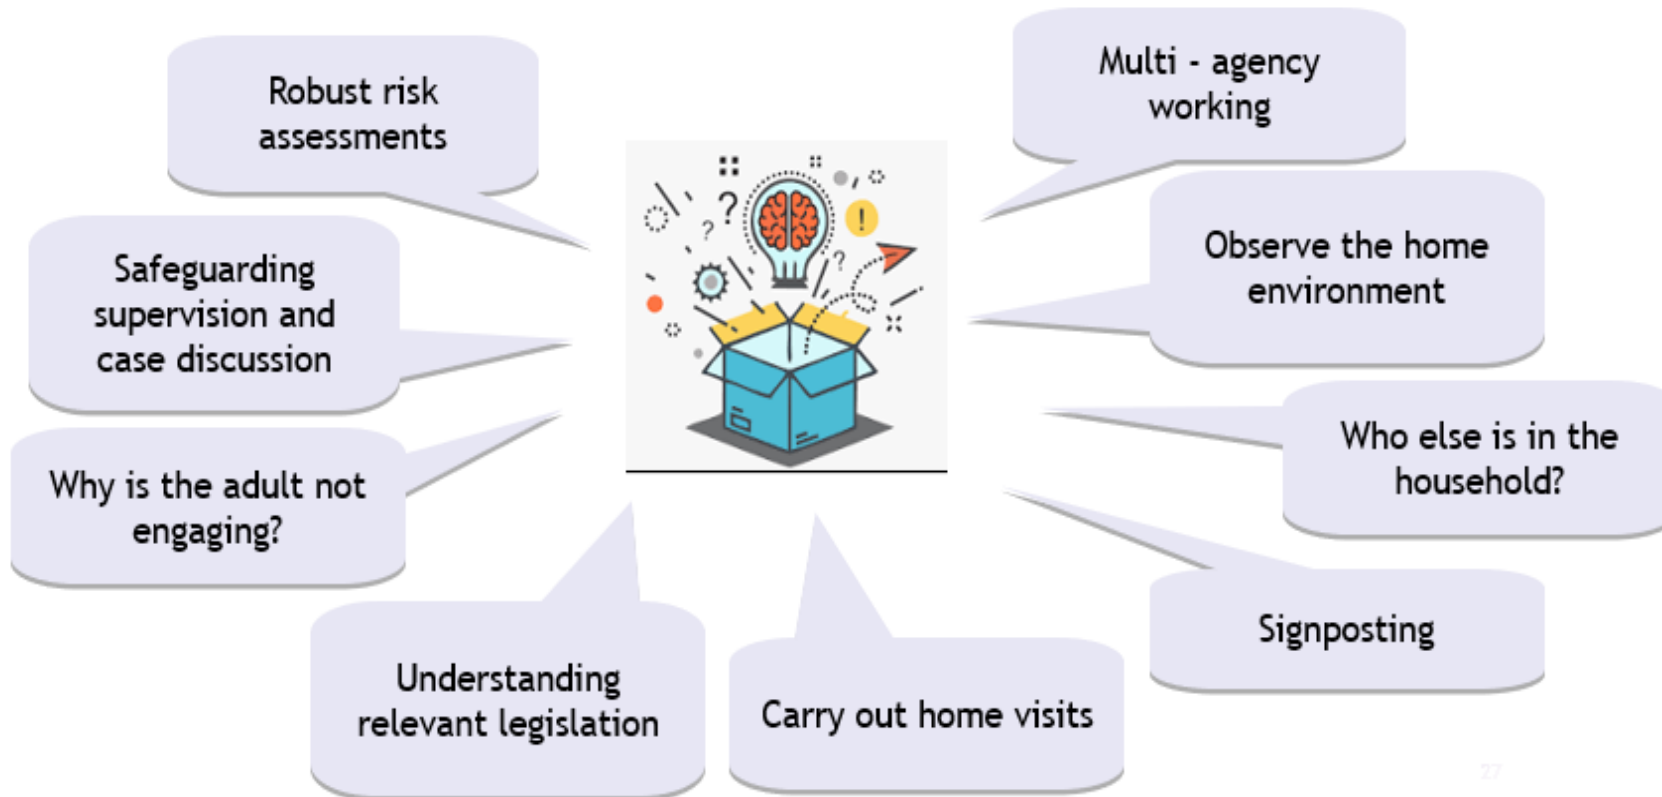 Robust risk
assessments
Safeguarding
supervision and
case discussion
Why is the adult not
engaging?
Understanding
relevant legislation
Carry out home visits
Multi - agency
working
Observe the home
environment
Who else is in the
household?
Signposting
?
?
?
!
27